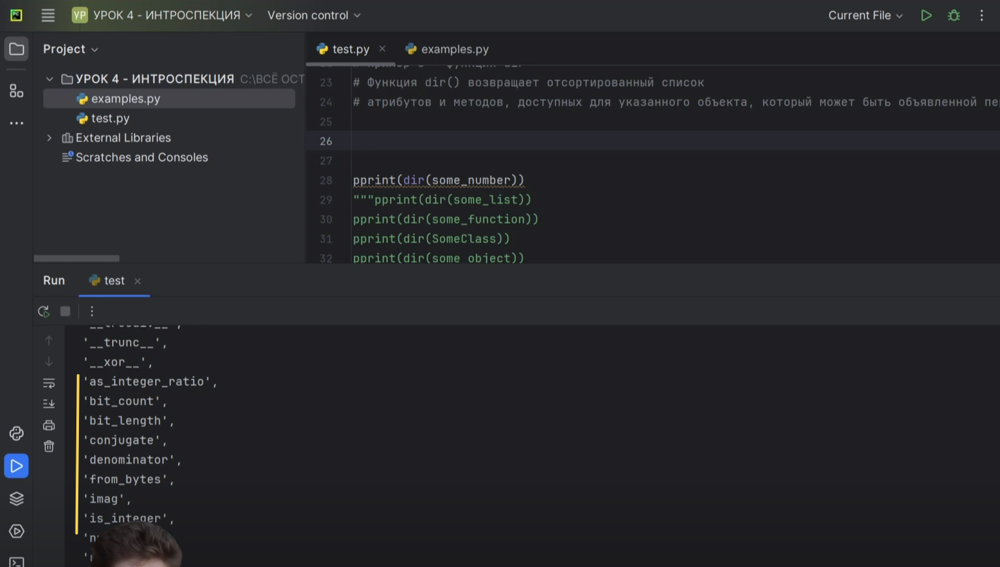 YP УРОК 4 - ИНТРОСПЕКЦИЯ Version control Current File
Project
test.py examples.py
УРОК 4 - ИНТРОСПЕКЦИЯ C:\ВСЁ ОСТ
examples.py
test.py
External Libraries
Scratches and Consoles
23 # Функция dir() возвращает отсортированный список
24 # атрибутов и методов, доступных для указанного объекта, который может быть объявленной пе
25
26
27
28 pprint(dir(some_number))
29 """pprint(dir(some_list))
30 pprint(dir(some_function))
31 pprint(dir(SomeClass))
32 pprint(dir(some_object))
Run test
'__trunc__',
'__xor__',
'as_integer_ratio',
'bit_count',
'bit_length',
'conjugate',
'denominator',
'from_bytes',
'imag',
'is_integer',